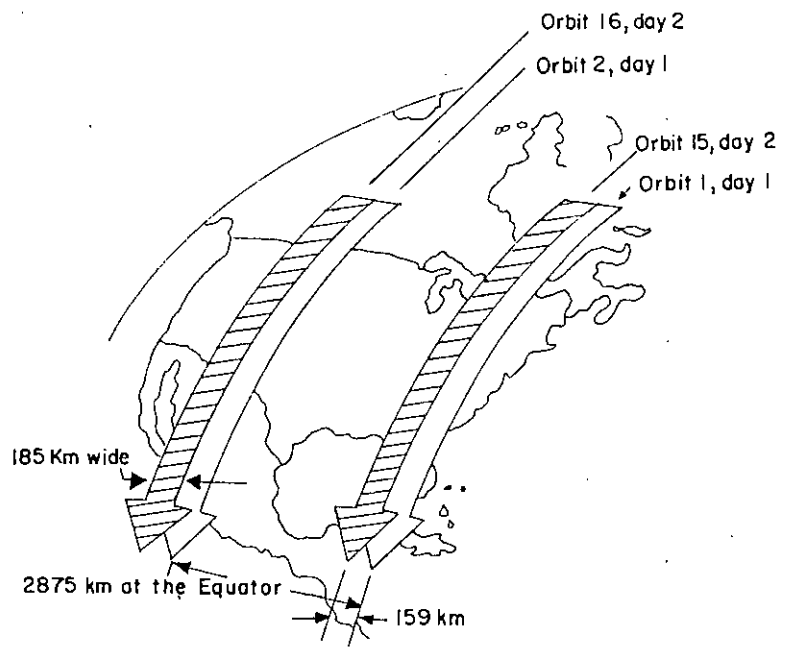 Orbit 16, day 2
Orbit 2, day 1
Orbit 15, day 2
Orbit 1, day 1
185 Km wide
2875 km at the Equator
159 km